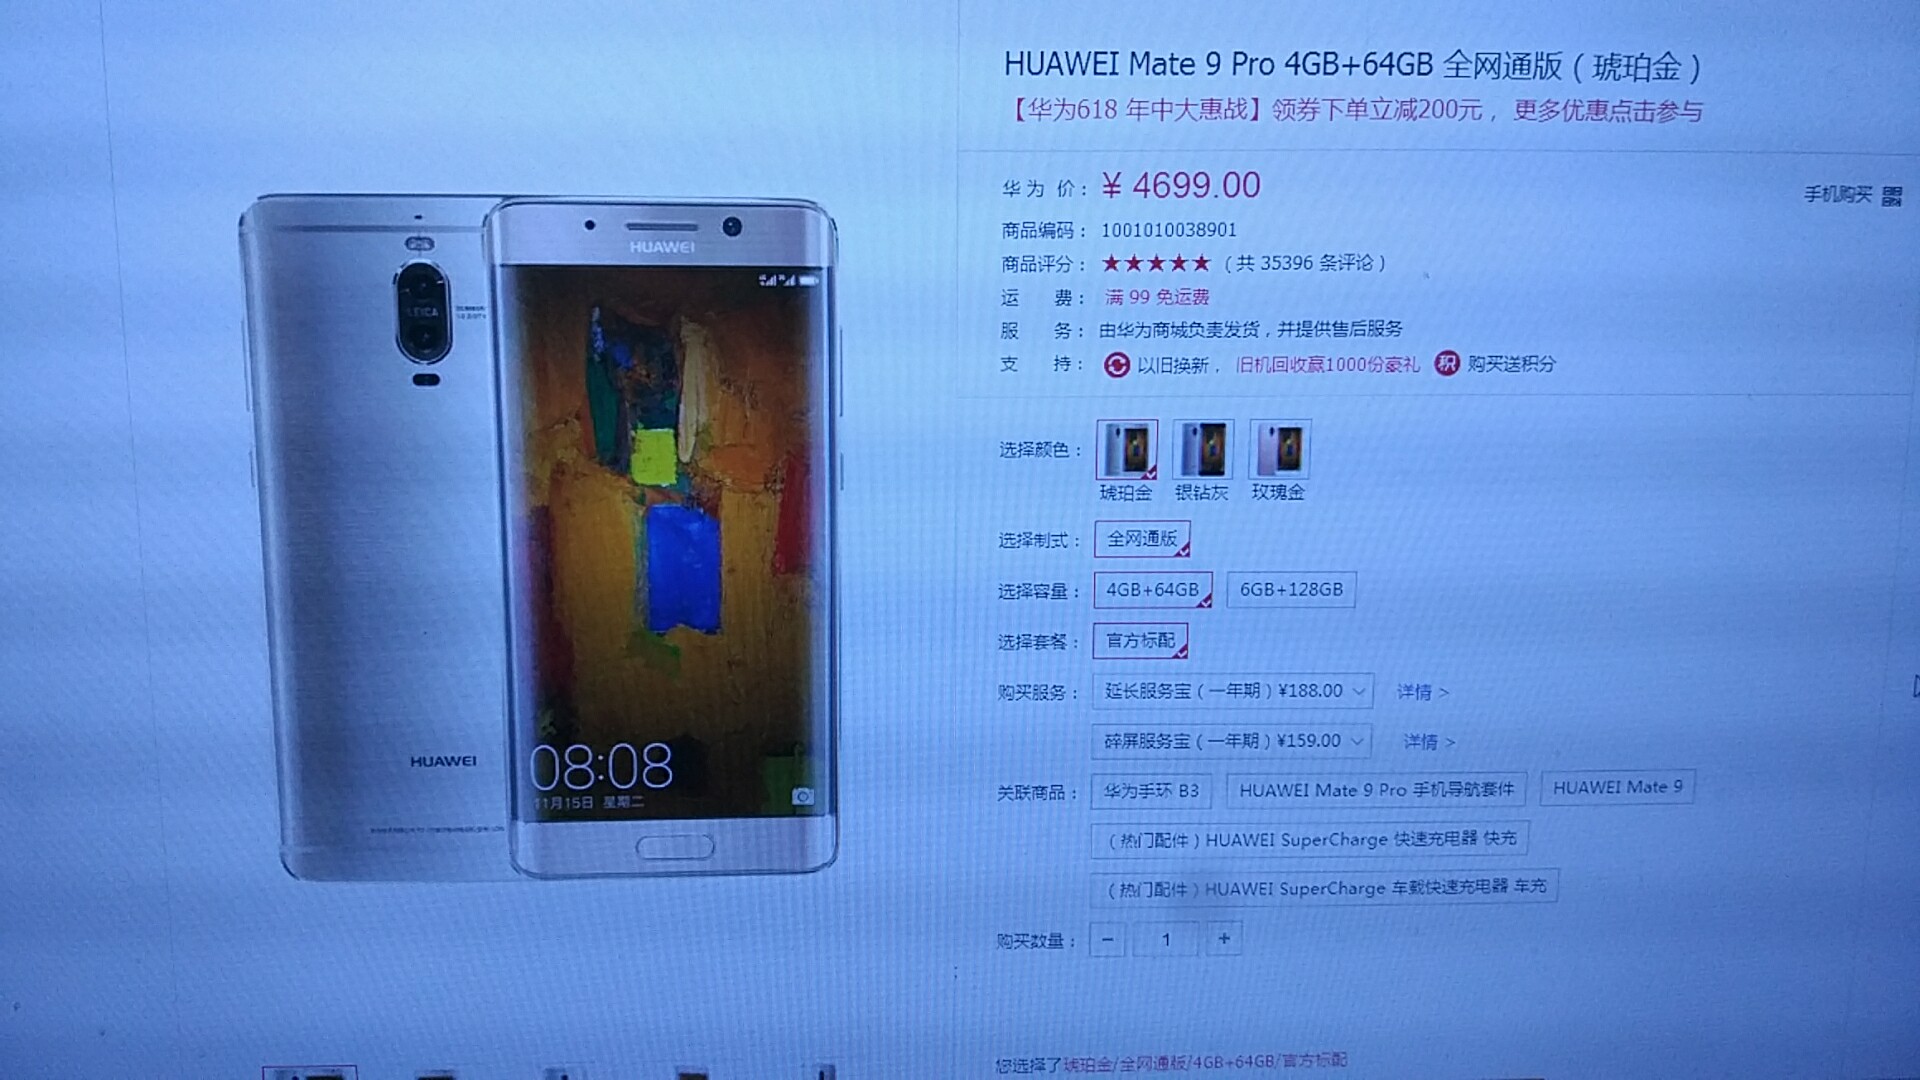 HUAWEI Mate 9 Pro 4GB+64GB 全网通版（琥珀金）
【华为618 年中大惠战】领券下单立减200元，更多优惠点击参与
华 为 价：¥ 4699.00
手机购买
商品编码：1001010038901
商品评分：★★★★★（共 35396 条评论）
运 费：满 99 免运费
服 务：由华为商城负责发货，并提供售后服务
支 持：以旧换新，旧机回收赢1000份豪礼 积 购买送积分
选择颜色：
琥珀金 银钻灰 玫瑰金
选择制式：全网通版
选择容量：4GB+64GB 6GB+128GB
选择套餐：官方标配
购买服务：延长服务宝（一年期）¥188.00 详情 >
碎屏服务宝（一年期）¥159.00 详情 >
关联商品：华为手环 B3 HUAWEI Mate 9 Pro 手机导航套件 HUAWEI Mate 9
（热门配件）HUAWEI SuperCharge 快速充电器 快充
（热门配件）HUAWEI SuperCharge 车载快速充电器 车充
购买数量：− 1 +
您选择了琥珀金/全网通版/4GB+64GB/官方标配
HUAWEI
LEICA
08:08
11月15日 星期二
HUAWEI